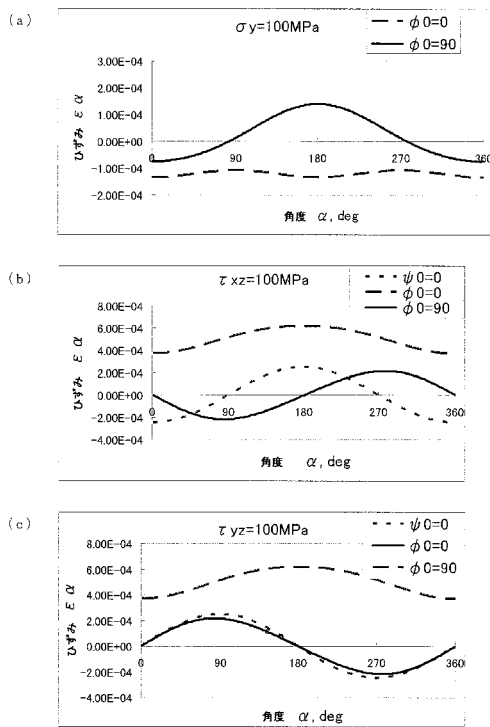 (a)
σy=100MPa
φ0=0
φ0=90
3.00E-04
2.00E-04
1.00E-04
0.00E+00
-1.00E-04
-2.00E-04
0
90
180
270
360
ひずみ εα
角度 α, deg
(b)
τxz=100MPa
ψ0=0
φ0=0
φ0=90
8.00E-04
6.00E-04
4.00E-04
2.00E-04
0.00E+00
-2.00E-04
-4.00E-04
0
90
180
270
360
ひずみ εα
角度 α, deg
(c)
τyz=100MPa
ψ0=0
φ0=0
φ0=90
8.00E-04
6.00E-04
4.00E-04
2.00E-04
0.00E+00
-2.00E-04
-4.00E-04
0
90
180
270
360
ひずみ εα
角度 α, deg